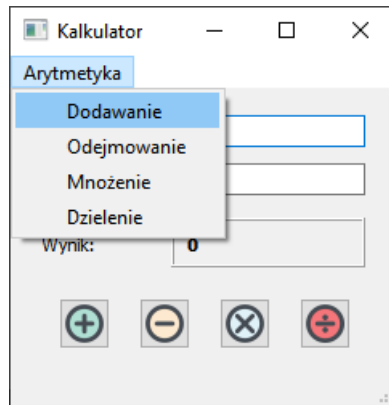 Kalkulator
Arytmetyka
Dodawanie
Odejmowanie
Mnożenie
Dzielenie
Wynik: 0